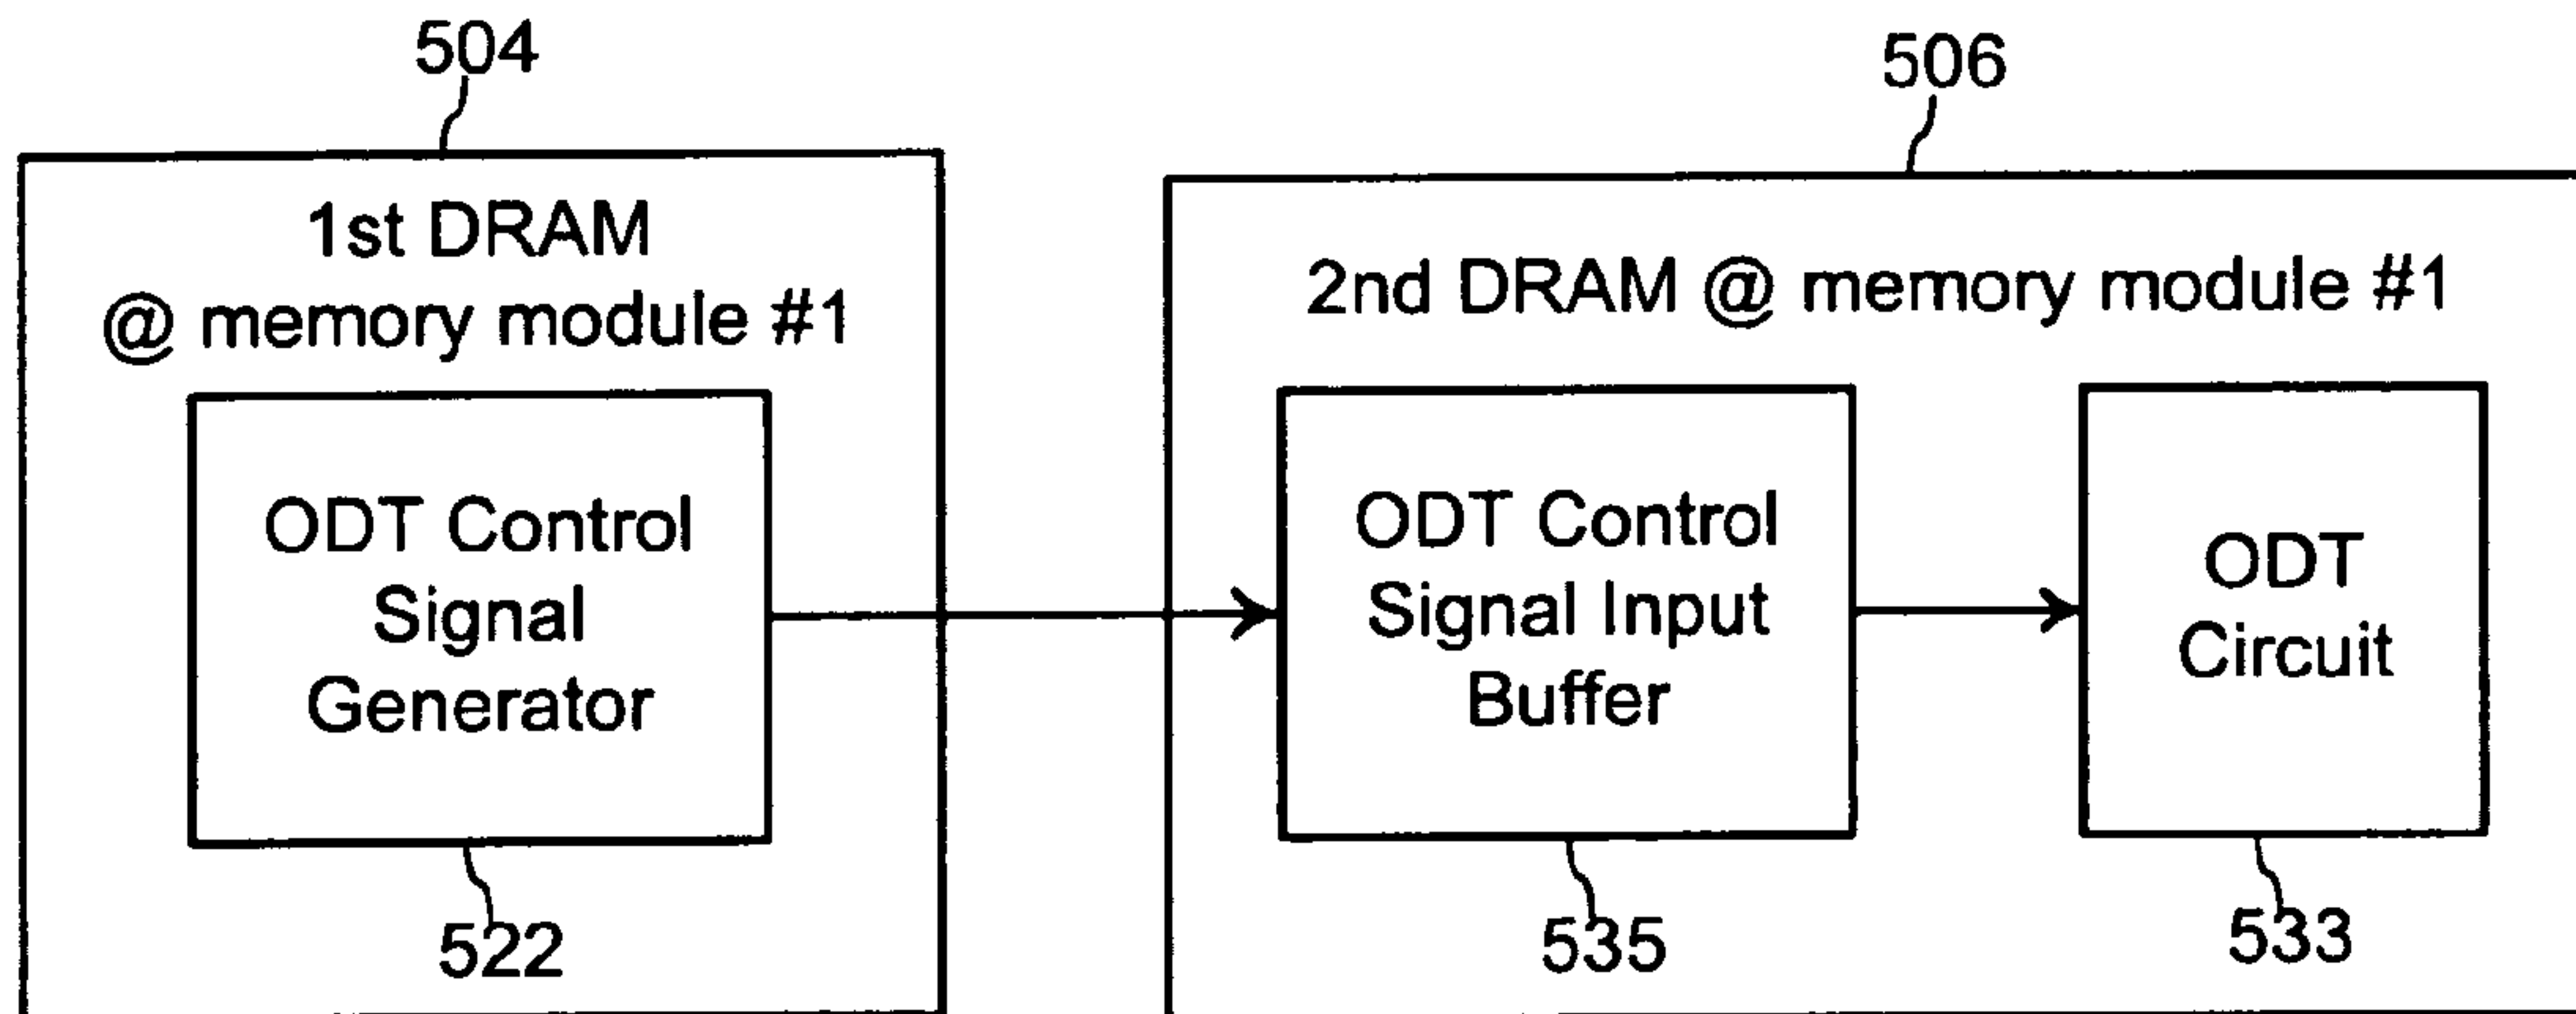 504
506
1st DRAM
@ memory module #1
2nd DRAM @ memory module #1
ODT Control
Signal
Generator
ODT Control
Signal Input
Buffer
ODT
Circuit
522
535
533